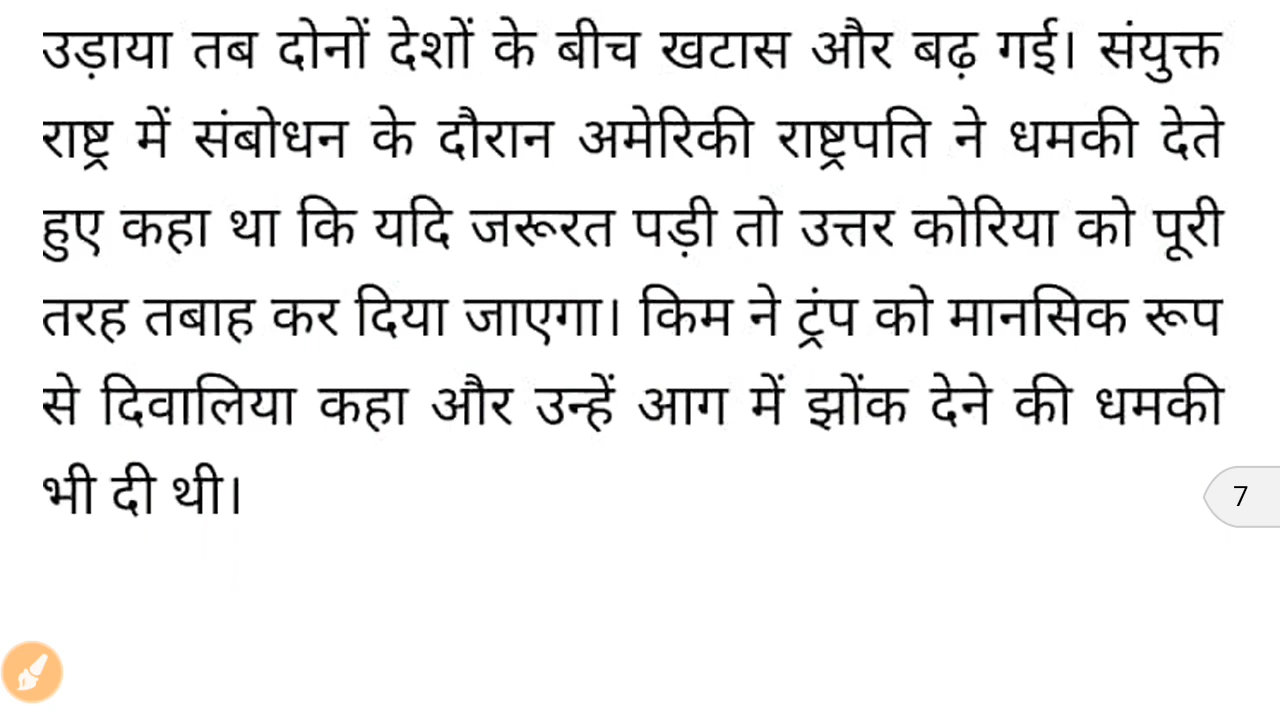 उड़ाया तब दोनों देशों के बीच खटास और बढ़ गई। संयुक्त
राष्ट्र में संबोधन के दौरान अमेरिकी राष्ट्रपति ने धमकी देते
हुए कहा था कि यदि जरूरत पड़ी तो उत्तर कोरिया को पूरी
तरह तबाह कर दिया जाएगा। किम ने ट्रंप को मानसिक रूप
से दिवालिया कहा और उन्हें आग में झोंक देने की धमकी
भी दी थी।
7